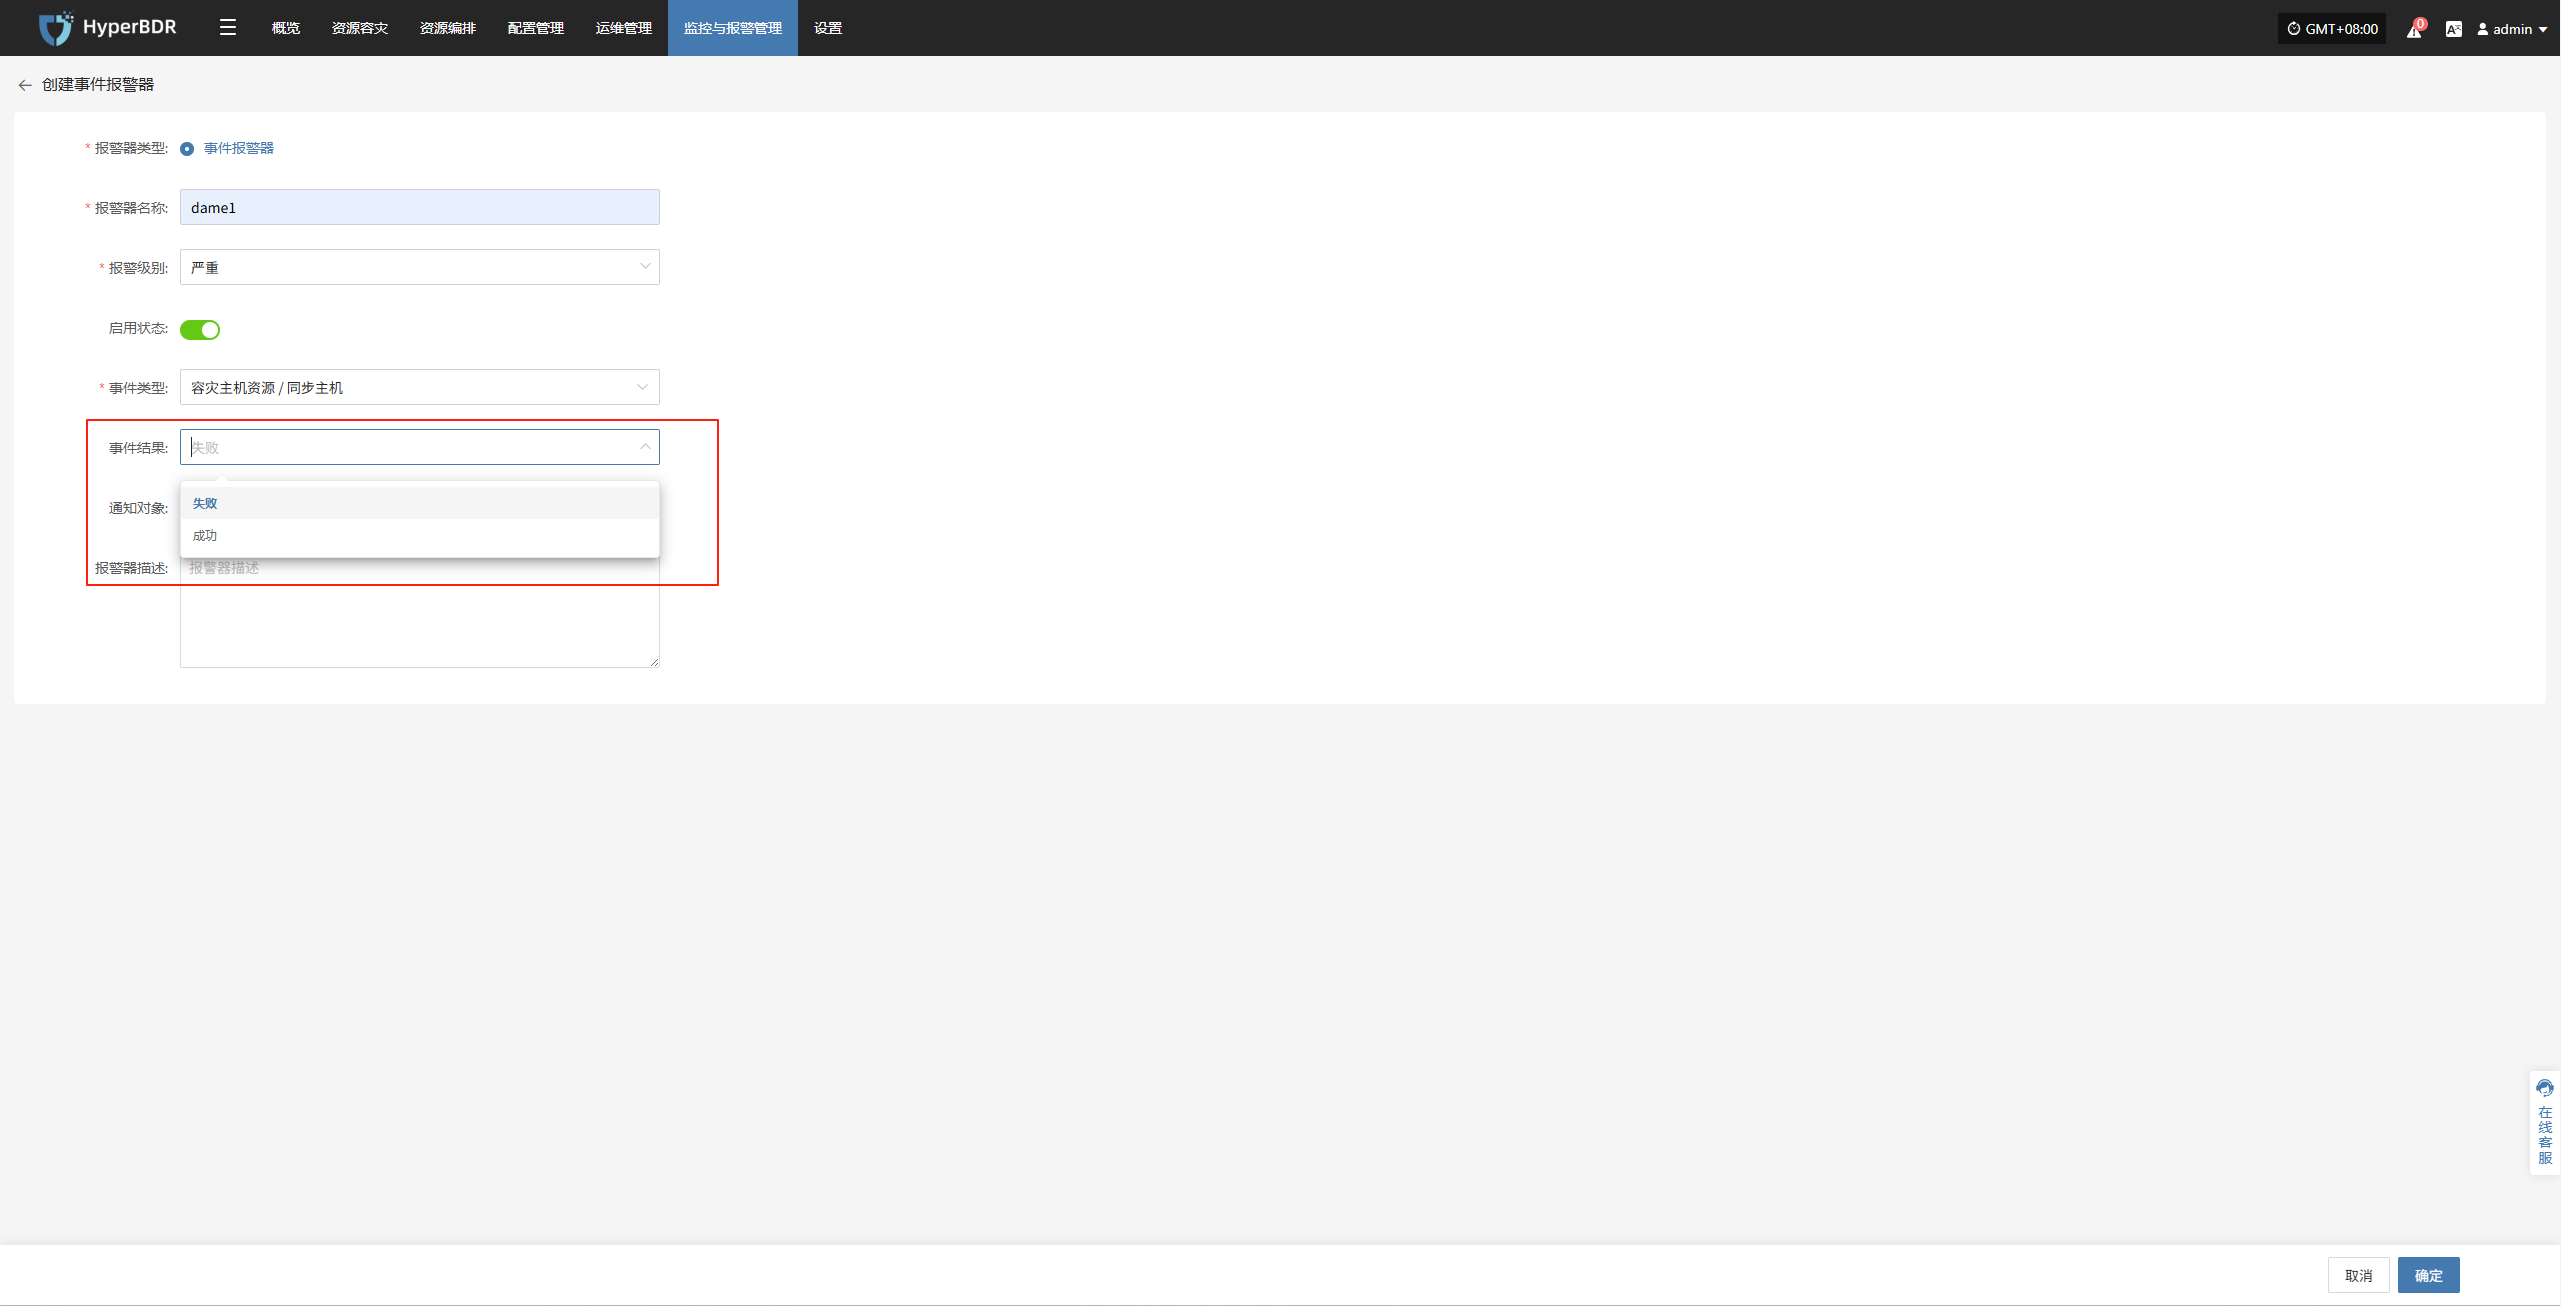 HyperBDR 概览 资源容灾 资源编排 配置管理 运维管理 监控与报警管理 设置 GMT+08:00 0 admin
创建事件报警器
* 报警器类型: 事件报警器
* 报警器名称: dame1
* 报警级别: 严重
启用状态:
* 事件类型: 容灾主机资源 / 同步主机
事件结果: 失败
失败
通知对象:
成功
报警器描述: 报警器描述
在线客服
取消 确定